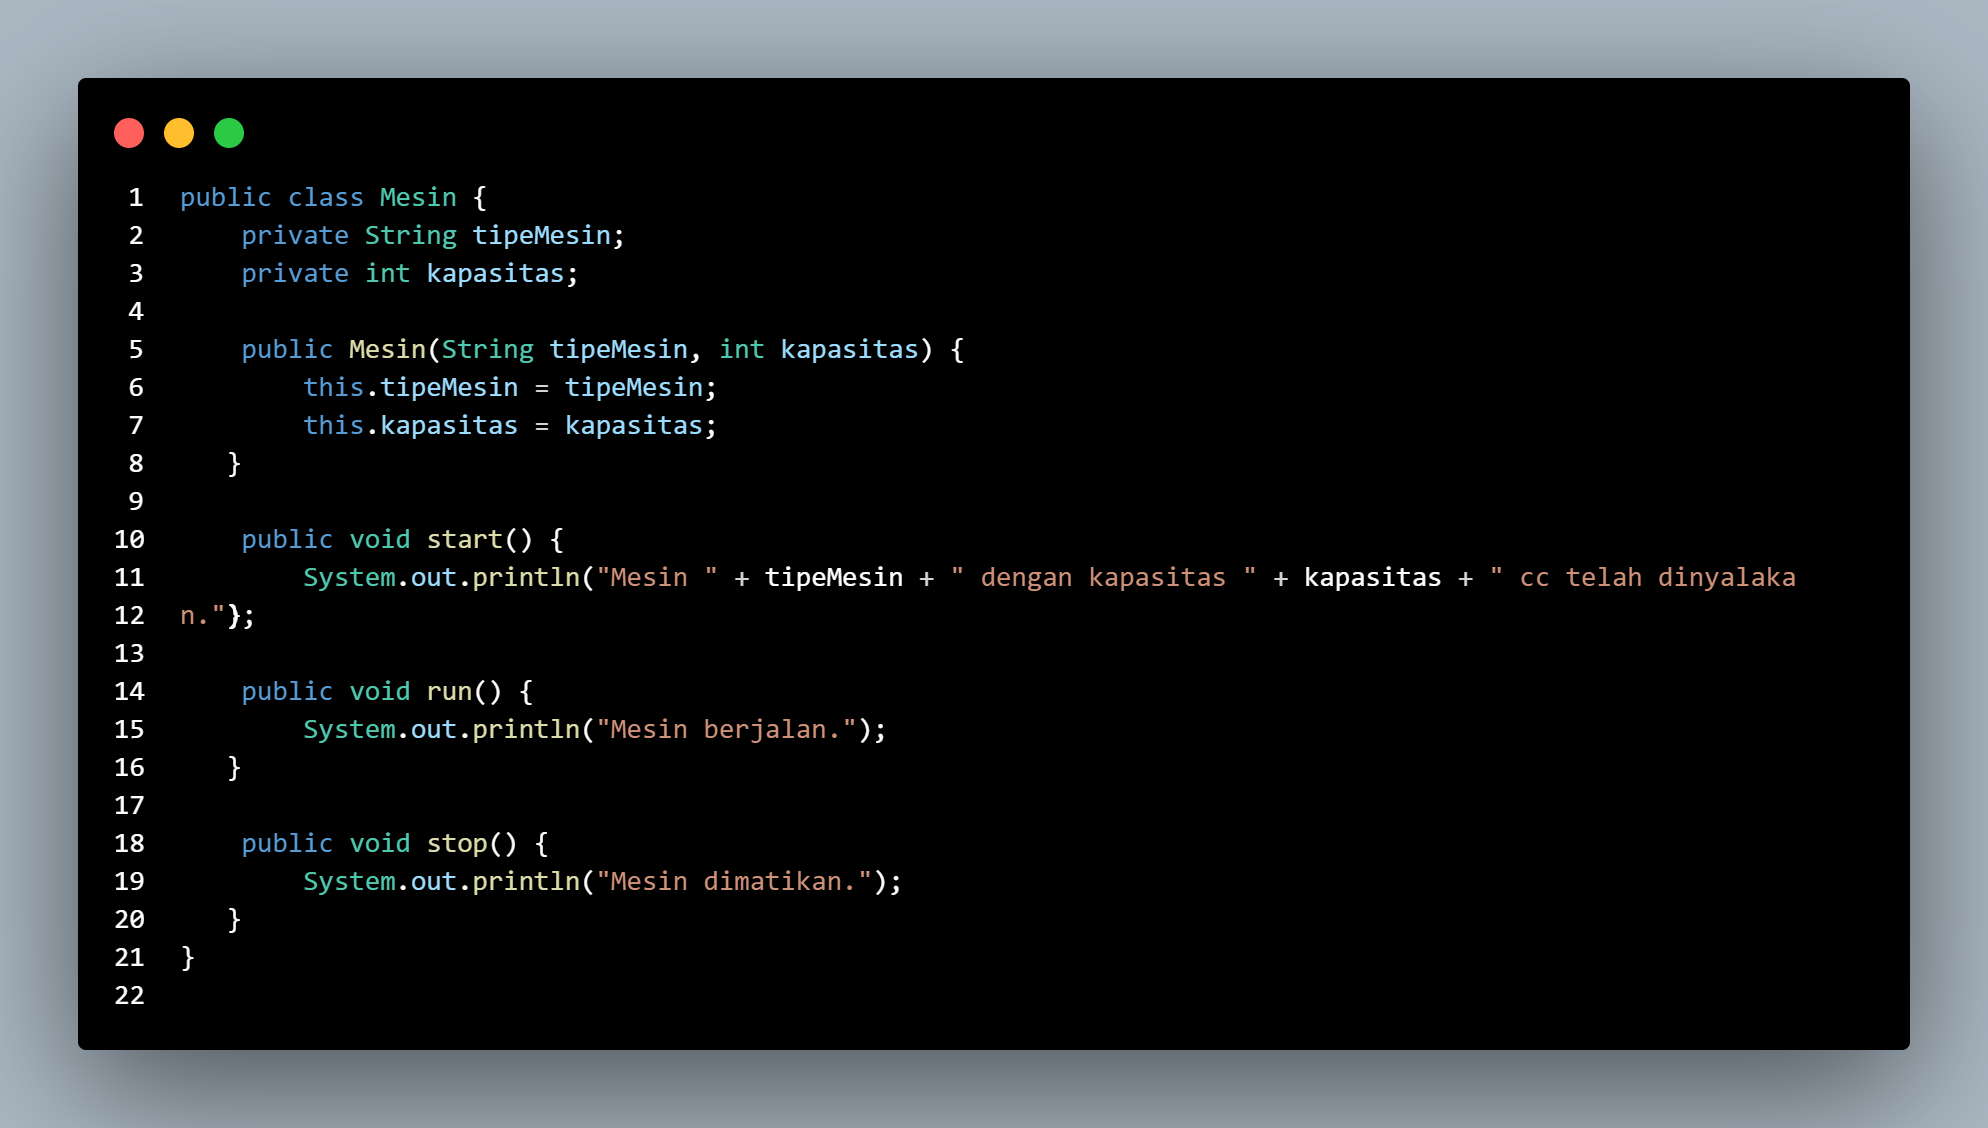 1 public class Mesin {
2     private String tipeMesin;
3     private int kapasitas;
4
5     public Mesin(String tipeMesin, int kapasitas) {
6         this.tipeMesin = tipeMesin;
7         this.kapasitas = kapasitas;
8    }
9
10     public void start() {
11         System.out.println("Mesin " + tipeMesin + " dengan kapasitas " + kapasitas + " cc telah dinyalaka
12 n."};
13
14     public void run() {
15         System.out.println("Mesin berjalan.");
16    }
17
18     public void stop() {
19         System.out.println("Mesin dimatikan.");
20    }
21 }
22